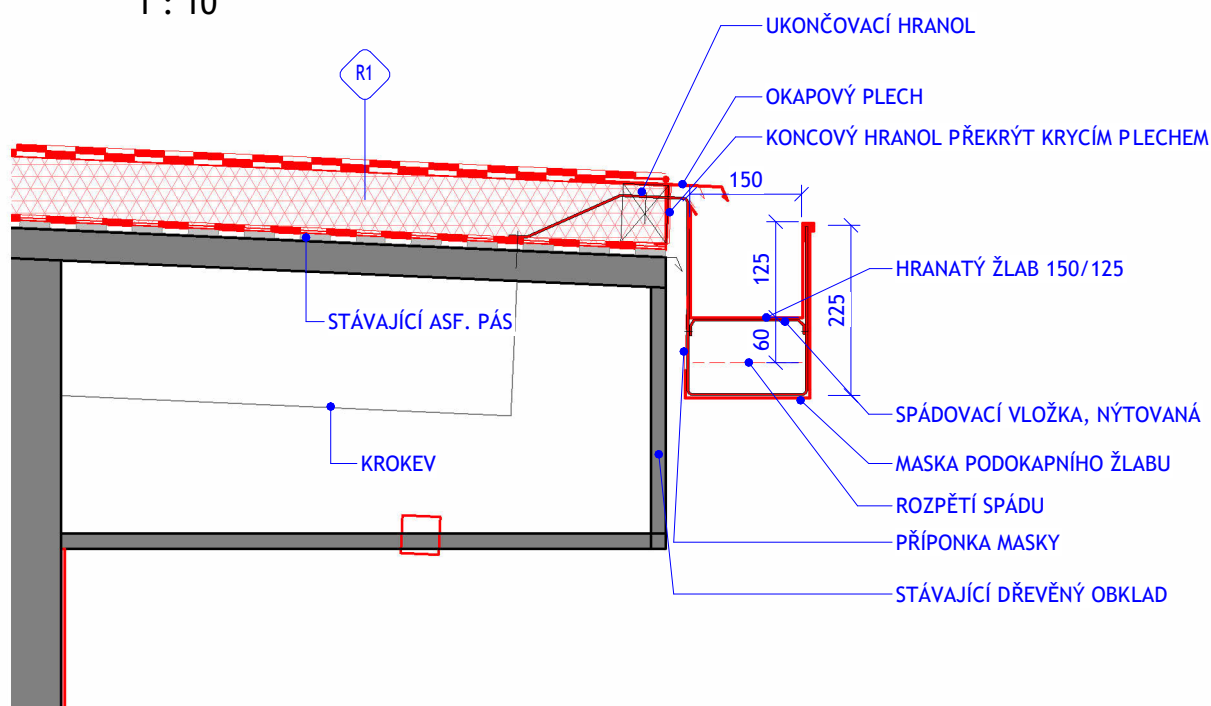 1 : 10
UKONČOVACÍ HRANOL
R1
OKAPOVÝ PLECH
KONCOVÝ HRANOL PŘEKRÝT KRYCÍM PLECHEM
150
125
HRANATÝ ŽLAB 150/125
225
STÁVAJÍCÍ ASF. PÁS
60
SPÁDOVACÍ VLOŽKA, NÝTOVANÁ
KROKEV
MASKA PODOKAPNÍHO ŽLABU
ROZPĚTÍ SPÁDU
PŘÍPONKA MASKY
STÁVAJÍCÍ DŘEVĚNÝ OBKLAD